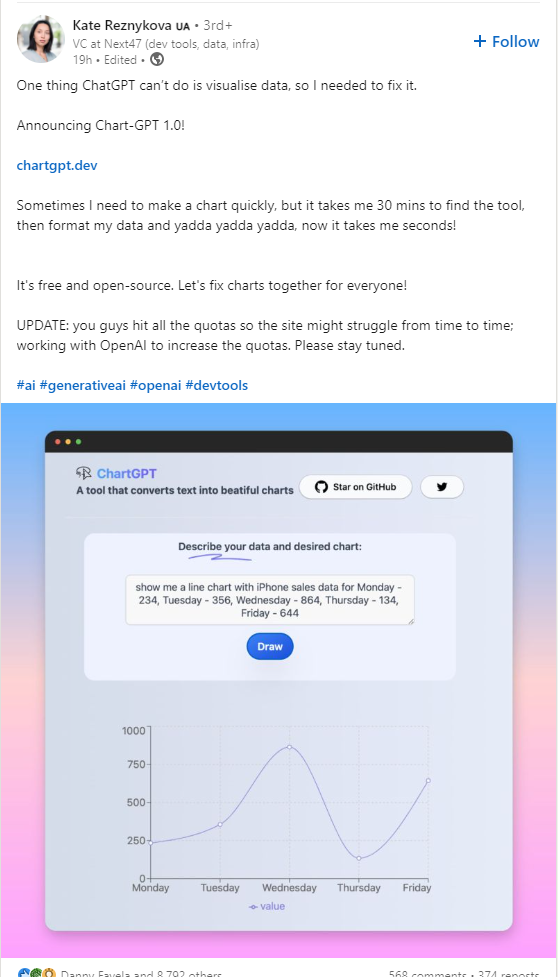 Kate Reznykova UA • 3rd+
VC at Next47 (dev tools, data, infra)
19h • Edited •
+ Follow
One thing ChatGPT can't do is visualise data, so I needed to fix it.
Announcing Chart-GPT 1.0!
chartgpt.dev
Sometimes I need to make a chart quickly, but it takes me 30 mins to find the tool,
then format my data and yadda yadda yadda, now it takes me seconds!
It's free and open-source. Let's fix charts together for everyone!
UPDATE: you guys hit all the quotas so the site might struggle from time to time;
working with OpenAI to increase the quotas. Please stay tuned.
#ai #generativeai #openai #devtools
ChartGPT
A tool that converts text into beatiful charts
Star on GitHub
Describe your data and desired chart:
show me a line chart with iPhone sales data for Monday -
234, Tuesday - 356, Wednesday - 864, Thursday - 134,
Friday - 644
Draw
1000
750
500
250
0
Monday Tuesday Wednesday Thursday Friday
value
Danny Favela and 8,792 others
568 comments • 374 reposts